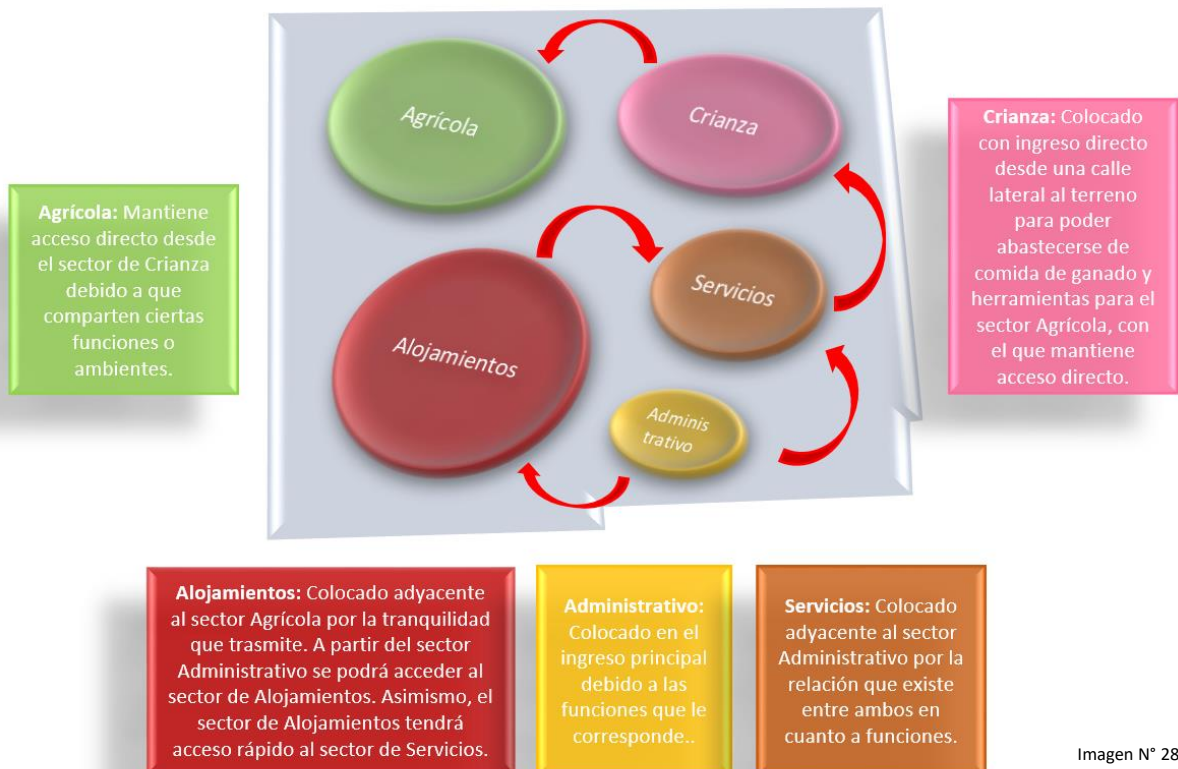 Agrícola
Crianza
Alojamientos
Servicios
Adminis
trativo
Agrícola: Mantiene
acceso directo desde
el sector de Crianza
debido a que
comparten ciertas
funciones o
ambientes.
Crianza: Colocado
con ingreso directo
desde una calle
lateral al terreno
para poder
abastecerse de
comida de ganado y
herramientas para el
sector Agrícola, con
el que mantiene
acceso directo.
Alojamientos: Colocado adyacente
al sector Agrícola por la tranquilidad
que trasmite. A partir del sector
Administrativo se podrá acceder al
sector de Alojamientos. Asimismo, el
sector de Alojamientos tendrá
acceso rápido al sector de Servicios.
Administrativo:
Colocado en el
ingreso principal
debido a las
funciones que le
corresponde..
Servicios: Colocado
adyacente al sector
Administrativo por la
relación que existe
entre ambos en
cuanto a funciones.
Imagen N° 28